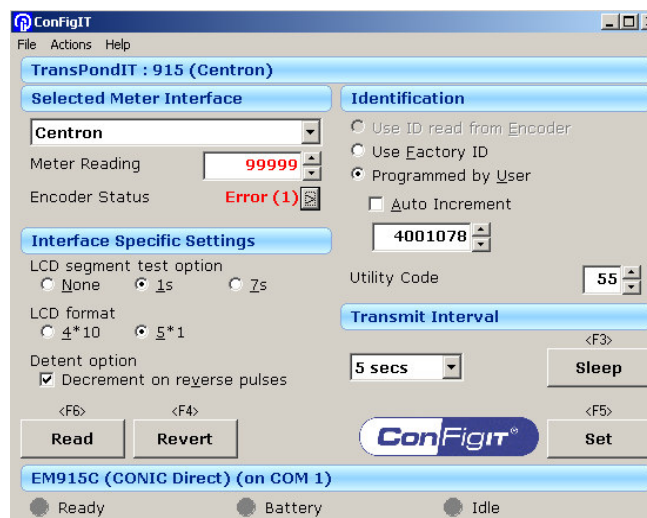 ConFigIT
File Actions Help
TransPondIT : 915 (Centron)
Selected Meter Interface
Centron
Meter Reading 99999
Encoder Status Error (1) >
Interface Specific Settings
LCD segment test option
None 1s 7s
LCD format
4*10 5*1
Detent option
Decrement on reverse pulses
<F6> <F4>
Read Revert
Identification
Use ID read from Encoder
Use Factory ID
Programmed by User
Auto Increment
4001078
Utility Code 55
Transmit Interval
5 secs
<F3>
Sleep
ConFigIT®
<F5>
Set
EM915C (CONIC Direct) (on COM 1)
Ready Battery Idle